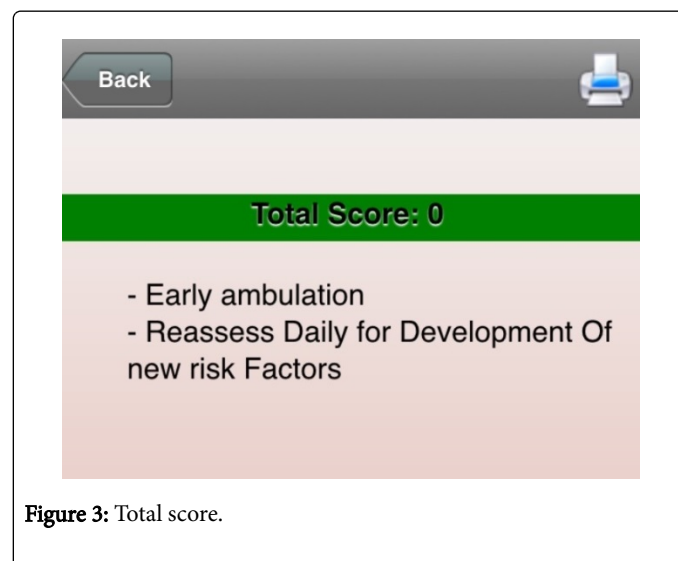 Back
Total Score: 0
- Early ambulation
- Reassess Daily for Development Of
new risk Factors
Figure 3: Total score.